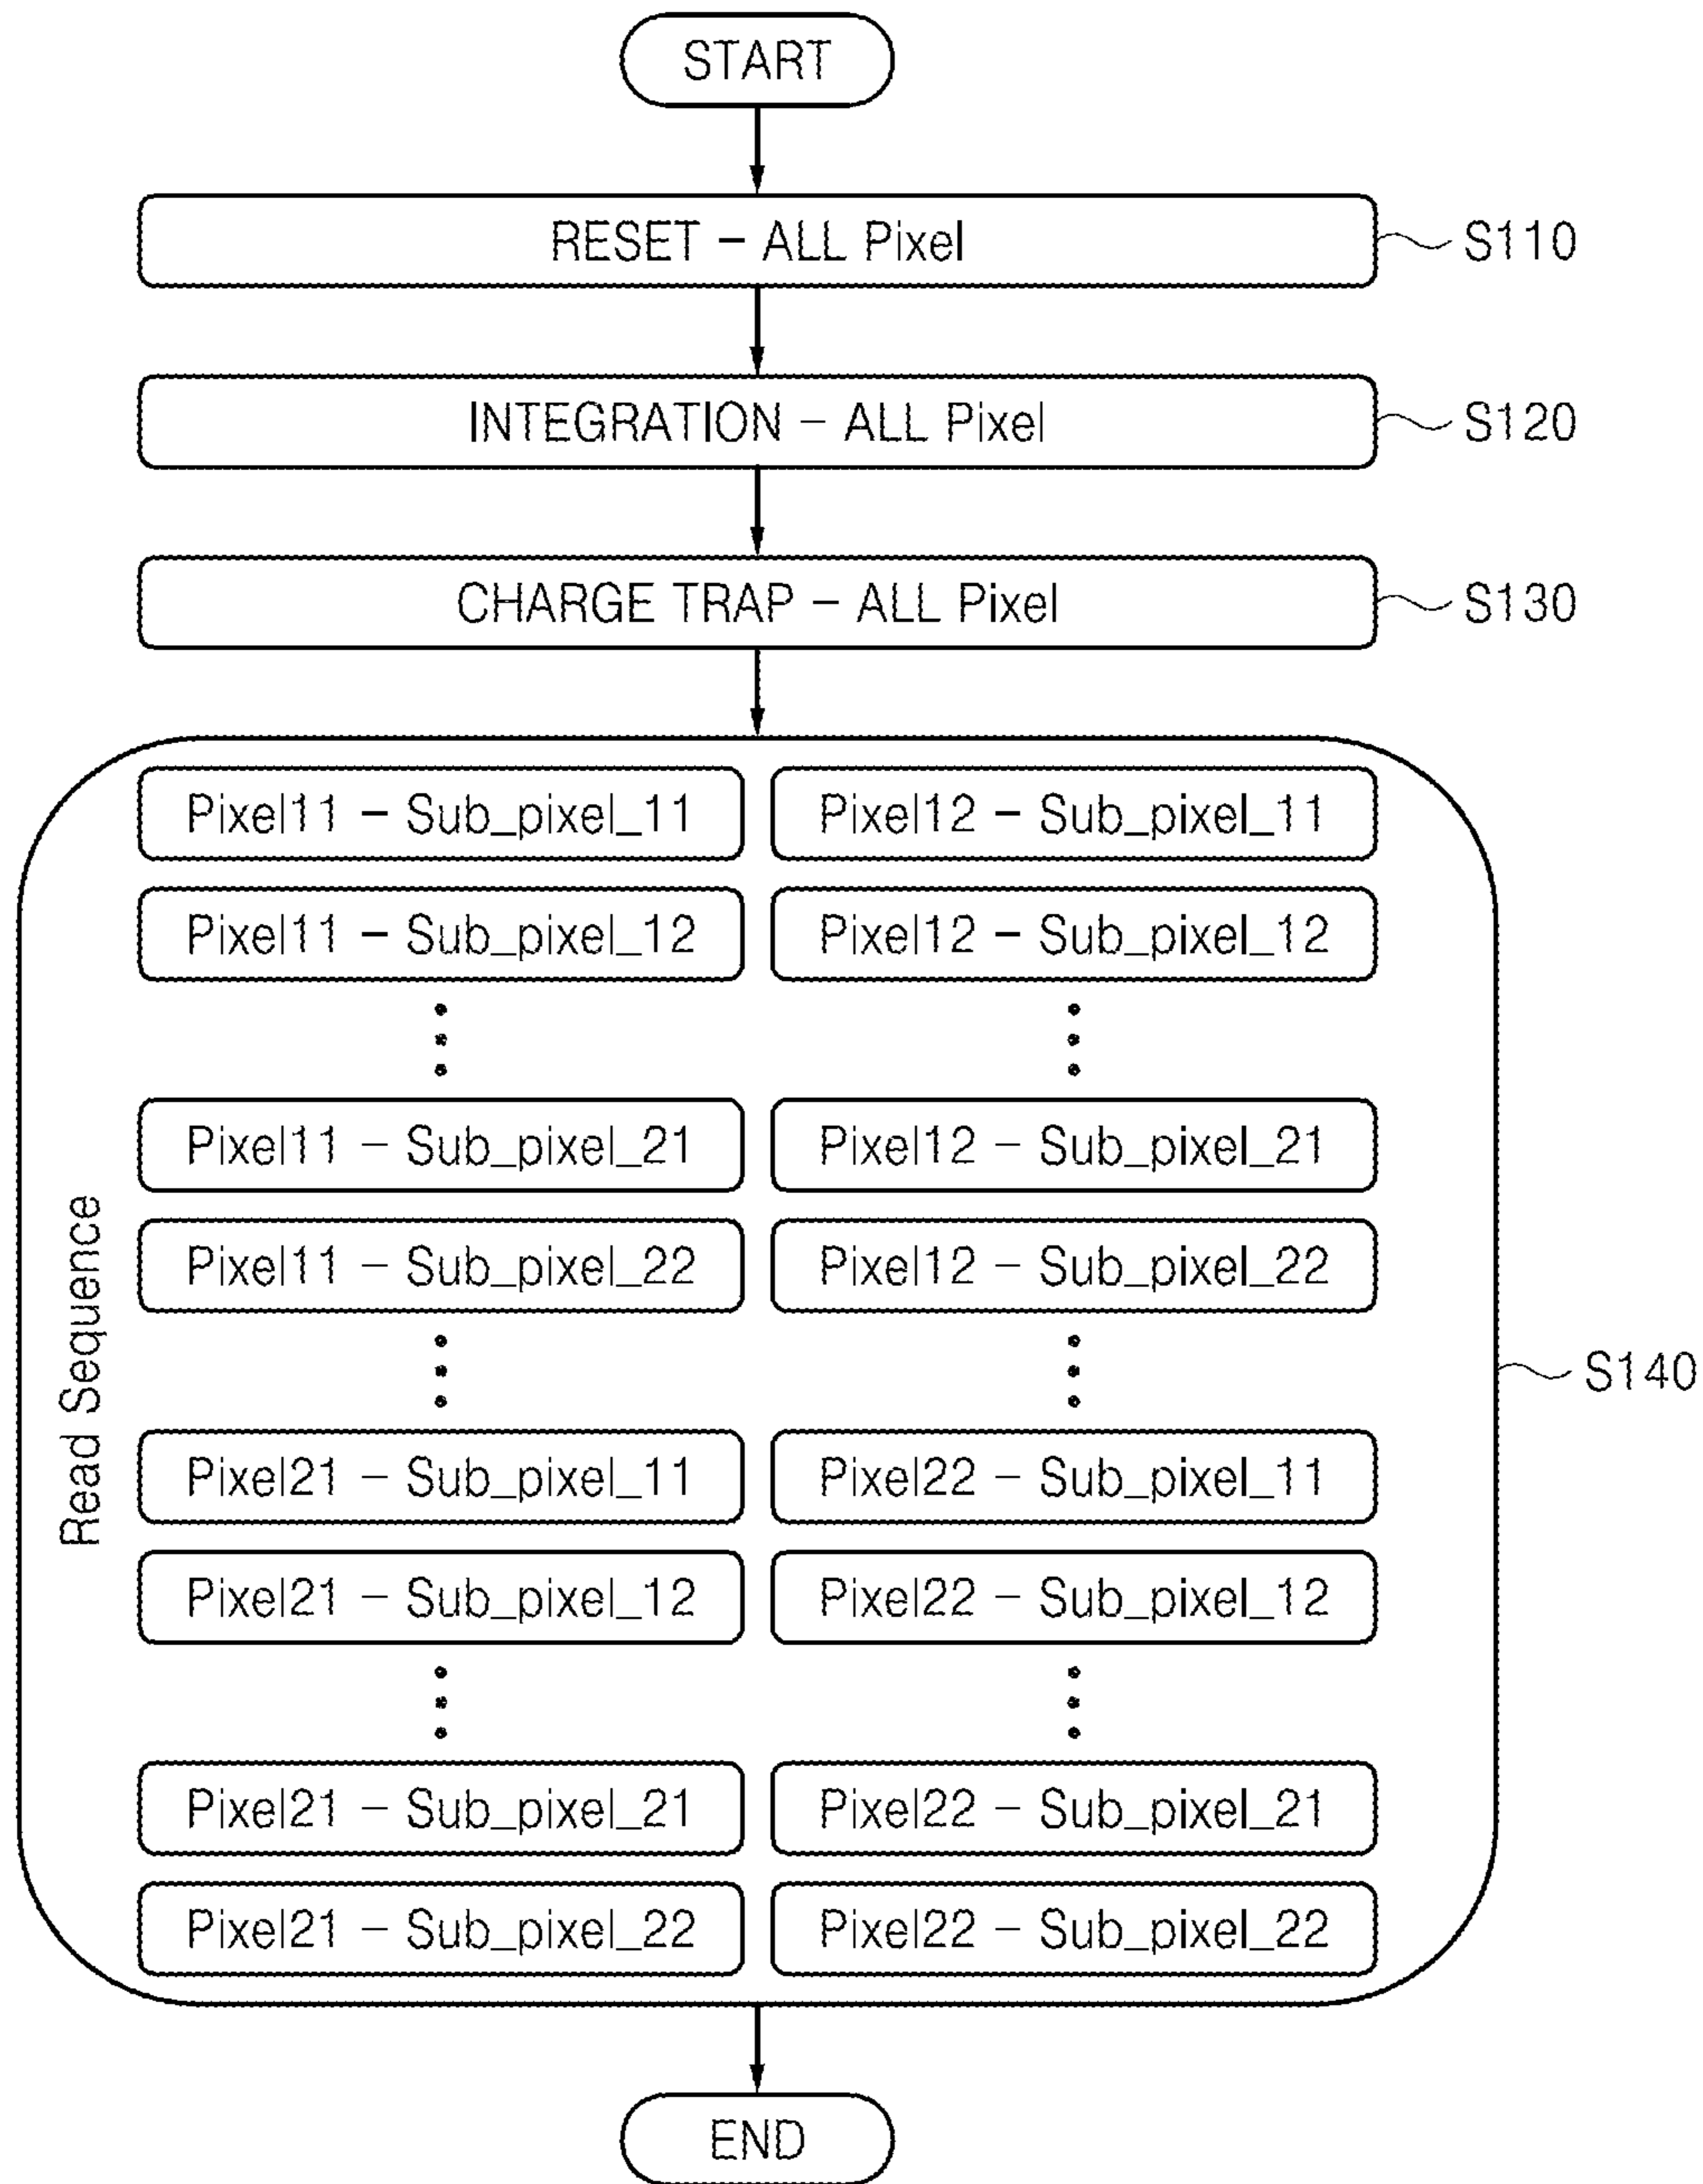 START
RESET – ALL Pixel
S110
INTEGRATION – ALL Pixel
S120
CHARGE TRAP – ALL Pixel
S130
Read Sequence
Pixel11 – Sub_pixel_11
Pixel12 – Sub_pixel_11
Pixel11 – Sub_pixel_12
Pixel12 – Sub_pixel_12
Pixel11 – Sub_pixel_21
Pixel12 – Sub_pixel_21
Pixel11 – Sub_pixel_22
Pixel12 – Sub_pixel_22
S140
Pixel21 – Sub_pixel_11
Pixel22 – Sub_pixel_11
Pixel21 – Sub_pixel_12
Pixel22 – Sub_pixel_12
Pixel21 – Sub_pixel_21
Pixel22 – Sub_pixel_21
Pixel21 – Sub_pixel_22
Pixel22 – Sub_pixel_22
END